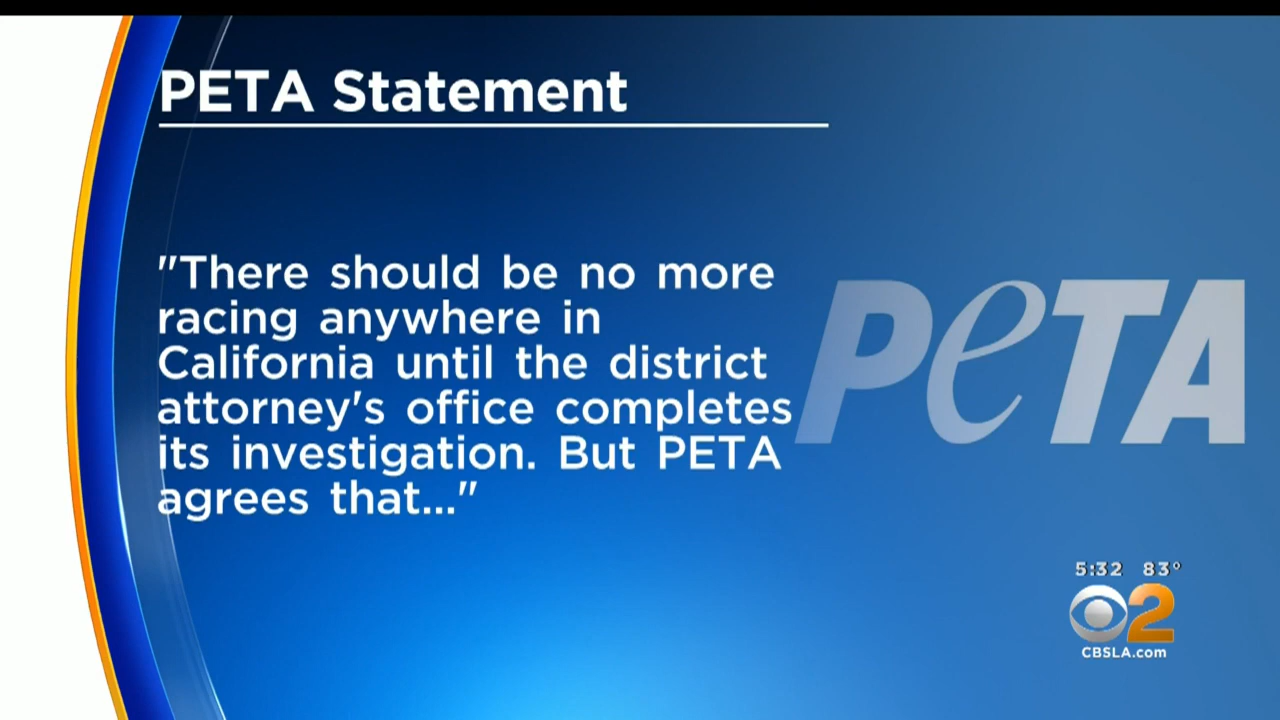 PETA Statement
"There should be no more
racing anywhere in
California until the district
attorney's office completes
its investigation. But PETA
agrees that..."
PeTA
5:32 83°
2
CBSLA.com